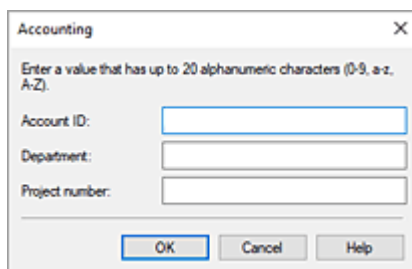 Accounting
Enter a value that has up to 20 alphanumeric characters (0-9, a-z,
A-Z).
Account ID:
Department:
Project number:
OK Cancel Help